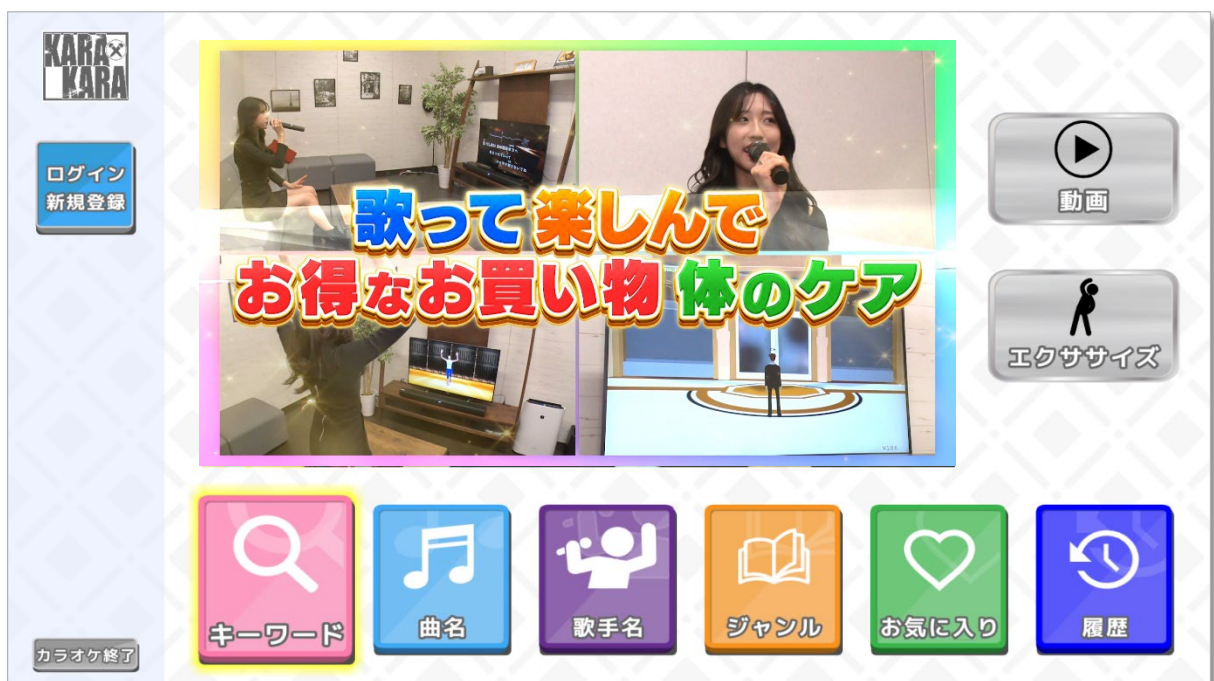 KARA
KARA
ログイン
新規登録
歌って楽しんで
お得なお買い物 体のケア
動画
エクササイズ
キーワード
曲名
歌手名
ジャンル
お気に入り
履歴
カラオケ終了